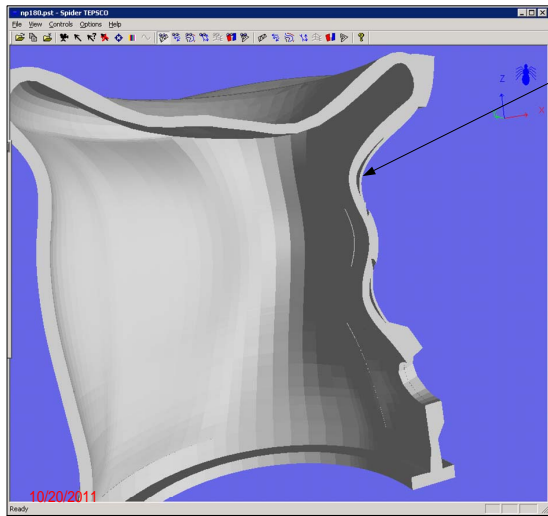 np180.pst - Spider TEPSCO
File View Controls Options Help
Z
X
10/20/2011
Ready